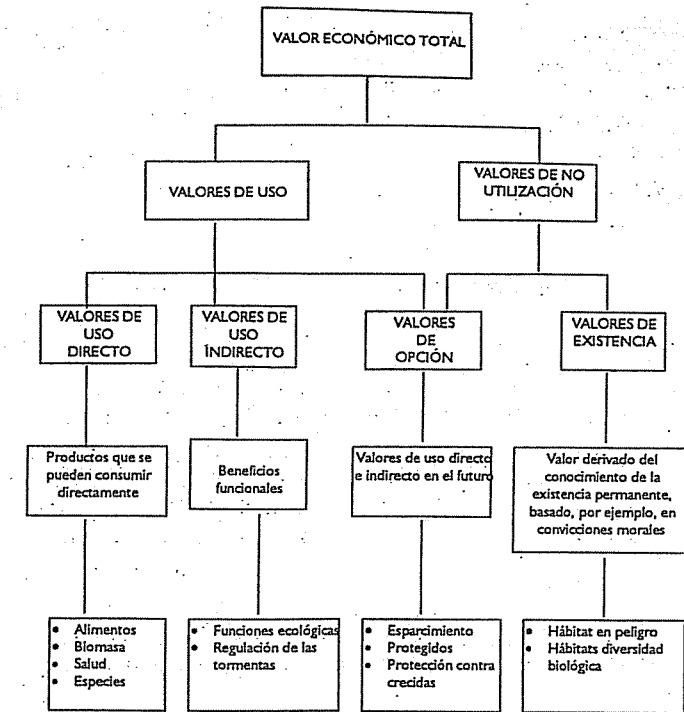 VALOR ECONÓMICO TOTAL
VALORES DE USO
VALORES DE NO
UTILIZACIÓN
VALORES DE
USO
DIRECTO
VALORES DE
USO
INDIRECTO
VALORES
DE
OPCIÓN
VALORES DE
EXISTENCIA
Productos que se
pueden consumir
directamente
Beneficios
funcionales
Valores de uso directo
e indirecto en el futuro
Valor derivado del
conocimiento de la
existencia permanente,
basado, por ejemplo, en
convicciones morales
• Alimentos
• Biomasa
• Salud
• Especies
• Funciones ecológicas
• Regulación de las
tormentas
• Esparcimiento
• Protegidos
• Protección contra
crecidas
• Hábitat en peligro
• Hábitats diversidad
biológica